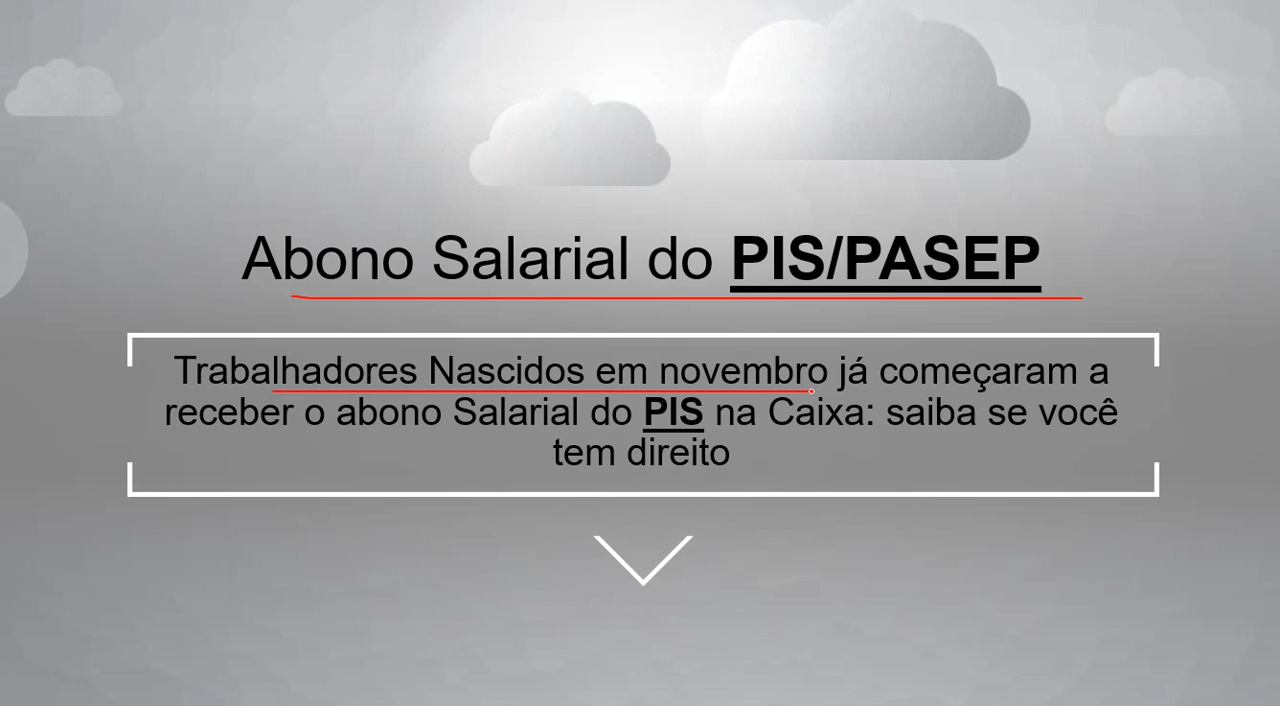 Abono Salarial do PIS/PASEP
Trabalhadores Nascidos em novembro já começaram a
receber o abono Salarial do PIS na Caixa: saiba se você
tem direito